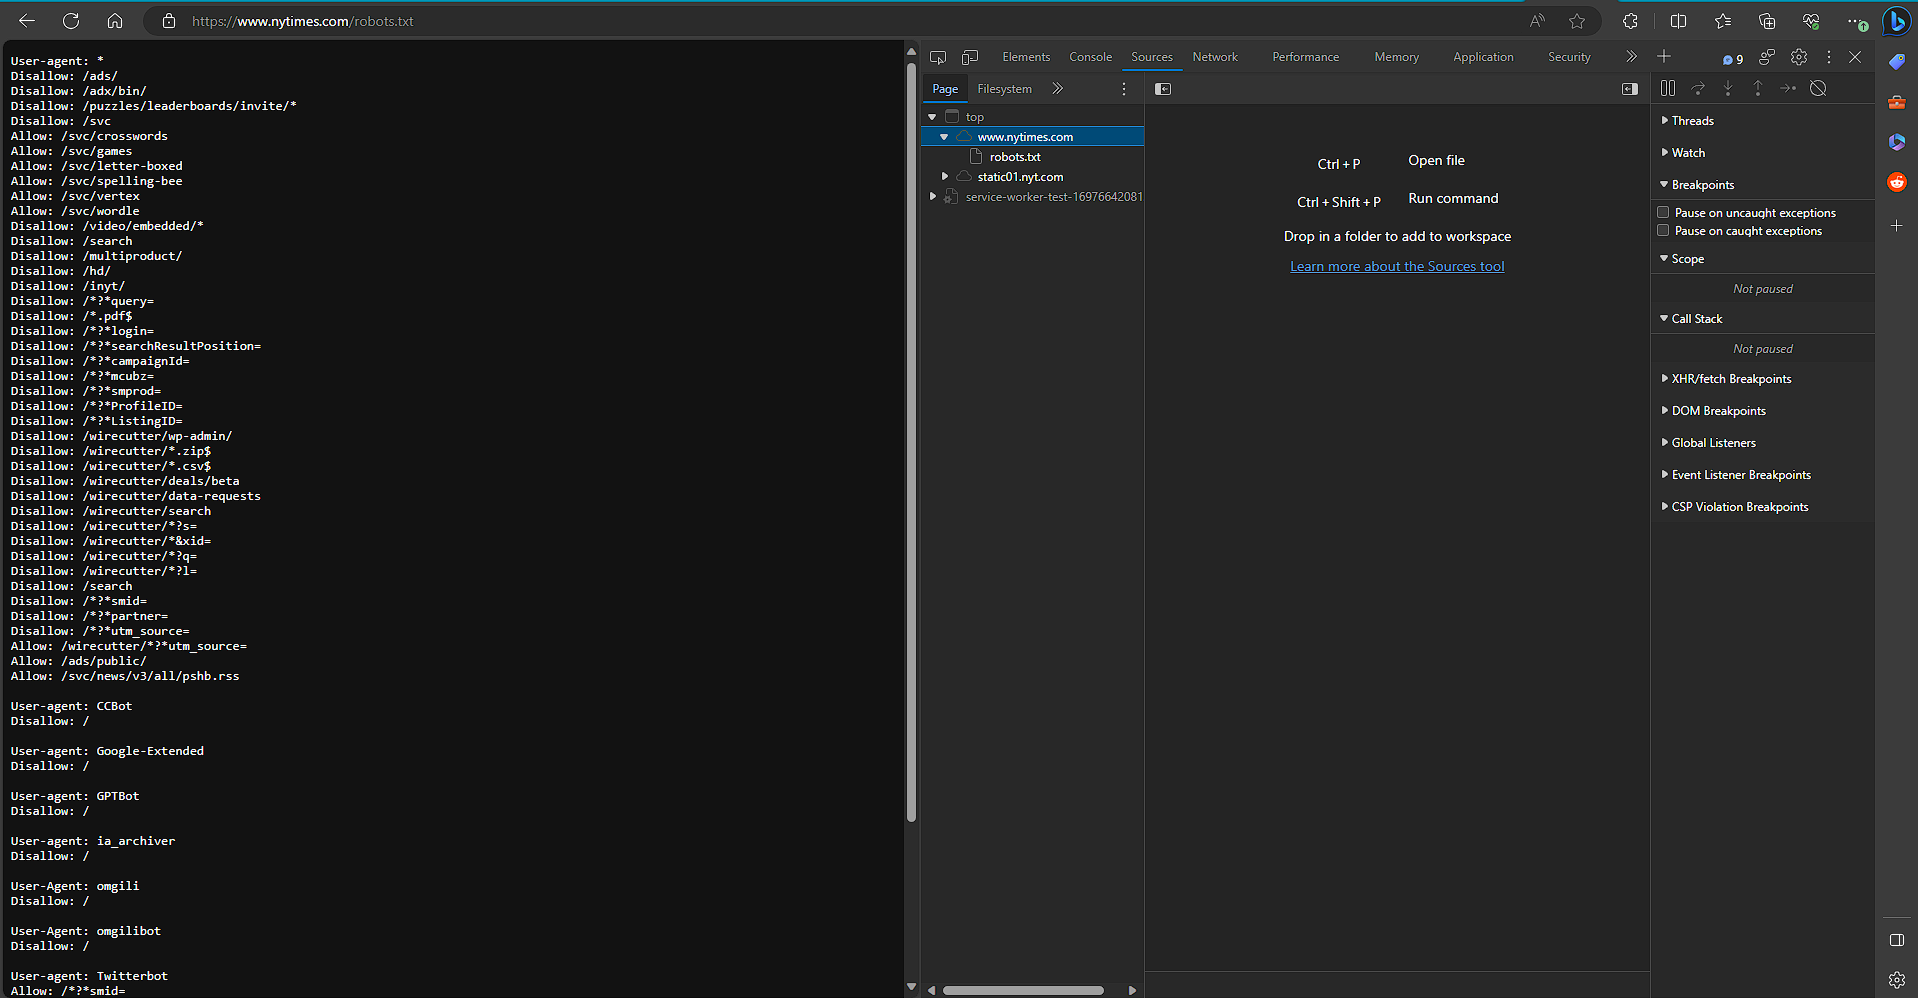 https://www.nytimes.com/robots.txt
User-agent: *
Disallow: /ads/
Disallow: /adx/bin/
Disallow: /puzzles/leaderboards/invite/*
Disallow: /svc
Allow: /svc/crosswords
Allow: /svc/games
Allow: /svc/letter-boxed
Allow: /svc/spelling-bee
Allow: /svc/vertex
Allow: /svc/wordle
Disallow: /video/embedded/*
Disallow: /search
Disallow: /multiproduct/
Disallow: /hd/
Disallow: /inyt/
Disallow: /*?*query=
Disallow: /*.pdf$
Disallow: /*?*login=
Disallow: /*?*searchResultPosition=
Disallow: /*?*campaignId=
Disallow: /*?*mcubz=
Disallow: /*?*smprod=
Disallow: /*?*ProfileID=
Disallow: /*?*ListingID=
Disallow: /wirecutter/wp-admin/
Disallow: /wirecutter/*.zip$
Disallow: /wirecutter/*.csv$
Disallow: /wirecutter/deals/beta
Disallow: /wirecutter/data-requests
Disallow: /wirecutter/search
Disallow: /wirecutter/*?s=
Disallow: /wirecutter/*&xid=
Disallow: /wirecutter/*?q=
Disallow: /wirecutter/*?l=
Disallow: /search
Disallow: /*?*smid=
Disallow: /*?*partner=
Disallow: /*?*utm_source=
Allow: /wirecutter/*?*utm_source=
Allow: /ads/public/
Allow: /svc/news/v3/all/pshb.rss
User-agent: CCBot
Disallow: /
User-agent: Google-Extended
Disallow: /
User-agent: GPTBot
Disallow: /
User-agent: ia_archiver
Disallow: /
User-Agent: omgili
Disallow: /
User-Agent: omgilibot
Disallow: /
User-agent: Twitterbot
Allow: /*?*smid=
Elements Console Sources Network Performance Memory Application Security 9
Page Filesystem
top
www.nytimes.com
robots.txt
static01.nyt.com
service-worker-test-16976642081
Ctrl + P Open file
Ctrl + Shift + P Run command
Drop in a folder to add to workspace
Learn more about the Sources tool
Threads
Watch
Breakpoints
Pause on uncaught exceptions
Pause on caught exceptions
Scope
Not paused
Call Stack
Not paused
XHR/fetch Breakpoints
DOM Breakpoints
Global Listeners
Event Listener Breakpoints
CSP Violation Breakpoints